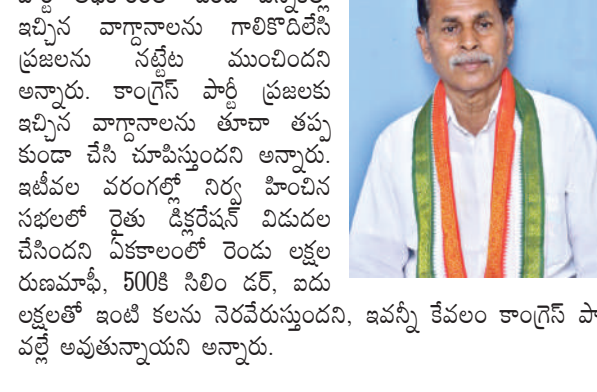 ఇచ్చిన వాగ్దానాలను గాలికొదిలేసి
ప్రజలను నట్టేట ముంచిందని
అన్నారు. కాంగ్రెస్ పార్టీ ప్రజలకు
ఇచ్చిన వాగ్దానాలను తూచా తప్ప
కుండా చేసి చూపిస్తుందని అన్నారు.
ఇటీవల వరంగల్లో నిర్వ హించిన
సభలలో రైతు డిక్లరేషన్ విడుదల
చేసిందని ఏకకాలంలో రెండు లక్షల
రుణమాఫీ, 500కి సిలిం డర్, ఐదు
లక్షలతో ఇంటి కలను నెరవేరుస్తుందని, ఇవన్నీ కేవలం కాంగ్రెస్
వల్లే అవుతున్నాయని అన్నారు.